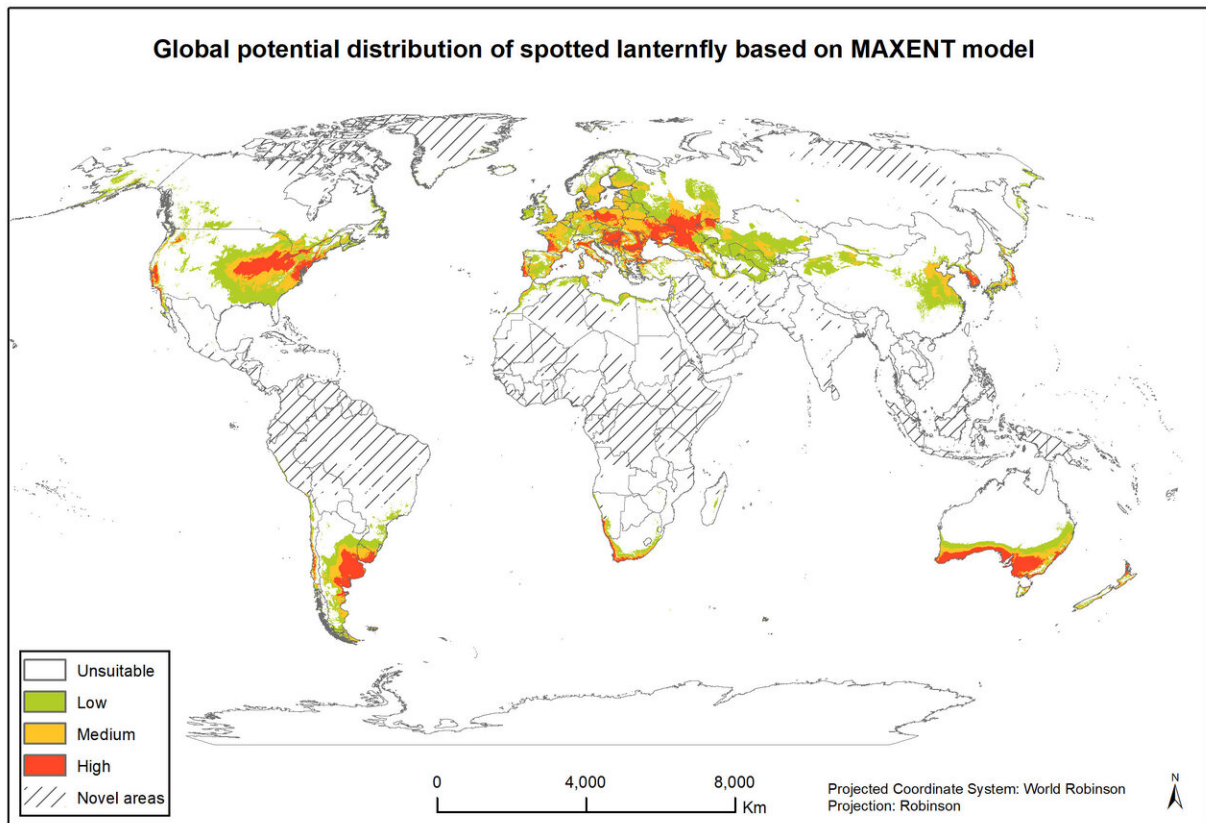 Global potential distribution of spotted lanternfly based on MAXENT model
Unsuitable
Low
Medium
High
Novel areas
0 4,000 8,000
Km
Projected Coordinate System: World Robinson
Projection: Robinson
N